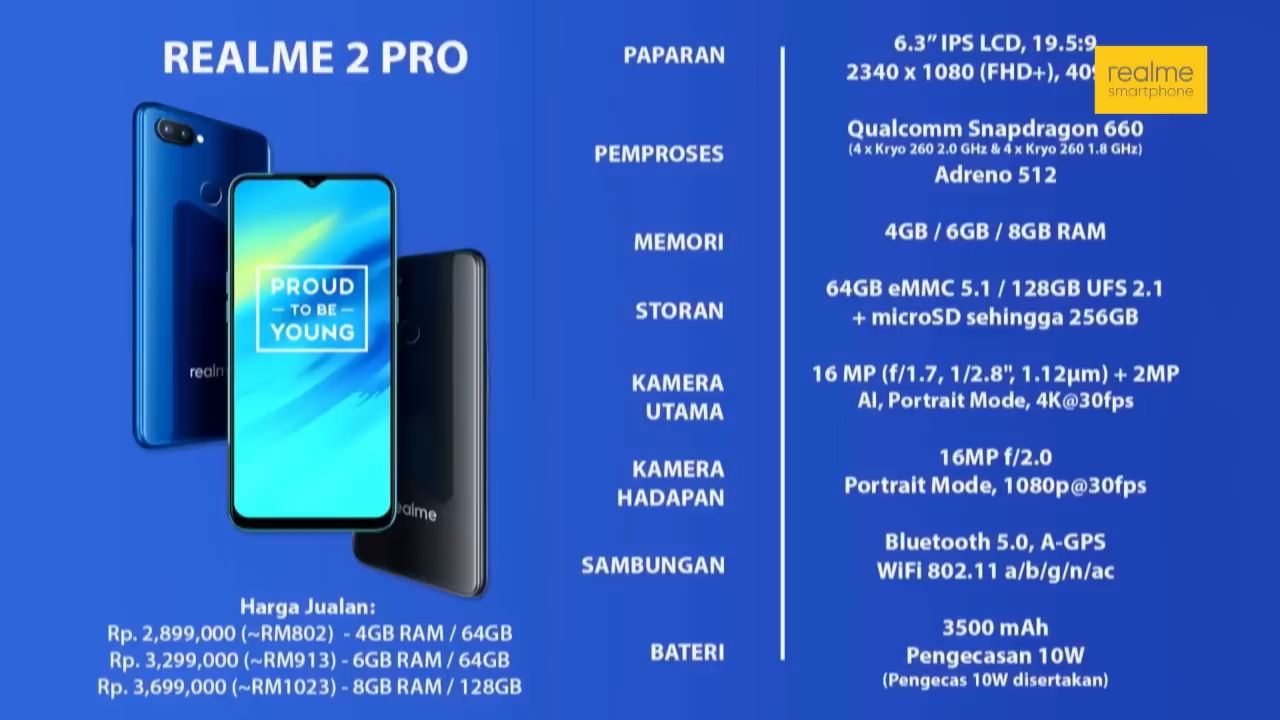 REALME 2 PRO
PROUD
TO BE
YOUNG
realm
ealme
Harga Jualan:
Rp. 2,899,000 (~RM802) - 4GB RAM / 64GB
Rp. 3,299,000 (~RM913) - 6GB RAM / 64GB
Rp. 3,699,000 (~RM1023) - 8GB RAM / 128GB
PAPARAN
6.3” IPS LCD, 19.5:9
2340 x 1080 (FHD+),
realme
smartphone
PEMPROSES
Qualcomm Snapdragon 660
(4 x Kryo 260 2.0 GHz & 4 x Kryo 260 1.8 GHz)
Adreno 512
MEMORI
4GB / 6GB / 8GB RAM
STORAN
64GB eMMC 5.1 / 128GB UFS 2.1
+ microSD sehingga 256GB
KAMERA
UTAMA
16 MP (f/1.7, 1/2.8", 1.12µm) + 2MP
AI, Portrait Mode, 4K@30fps
KAMERA
HADAPAN
16MP f/2.0
Portrait Mode, 1080p@30fps
SAMBUNGAN
Bluetooth 5.0, A-GPS
WiFi 802.11 a/b/g/n/ac
BATERI
3500 mAh
Pengecasan 10W
(Pengecas 10W disertakan)